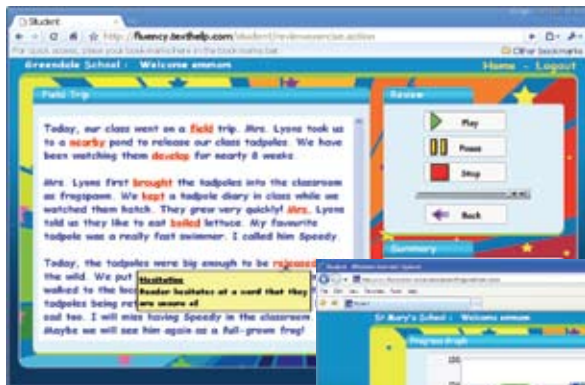 Student
http://fluency.texthelp.com/student/reviewexercise.action
For quick access, place your bookmarks here in the bookmarks bar.
Other bookmarks
Greendale School : Welcome emmam
Home - Logout
Field Trip
Review
Today, our class went on a field trip. Mrs. Lyons took us
to a nearby pond to release our class tadpoles. We have
been watching them develop for nearly 8 weeks.
Mrs. Lyons first brought the tadpoles into the classroom
as frogspawn. We kept a tadpole diary in class while we
watched them hatch. They grew very quickly! Mrs. Lyons
told us they like to eat boiled lettuce. My favourite
tadpole was a really fast swimmer. I called him Speedy.
Today, the tadpoles were big enough to be released
the wild. We put
walked to the
tadpoles being
sad too. I will miss having Speedy in the classroom
Maybe we will see him again as a full-grown frog!
Hesitation
Reader hesitates at a word that they
are unsure of
Play
Pause
Stop
Back
Summary
St Mary's School : Welcome emmam
Progress Graph